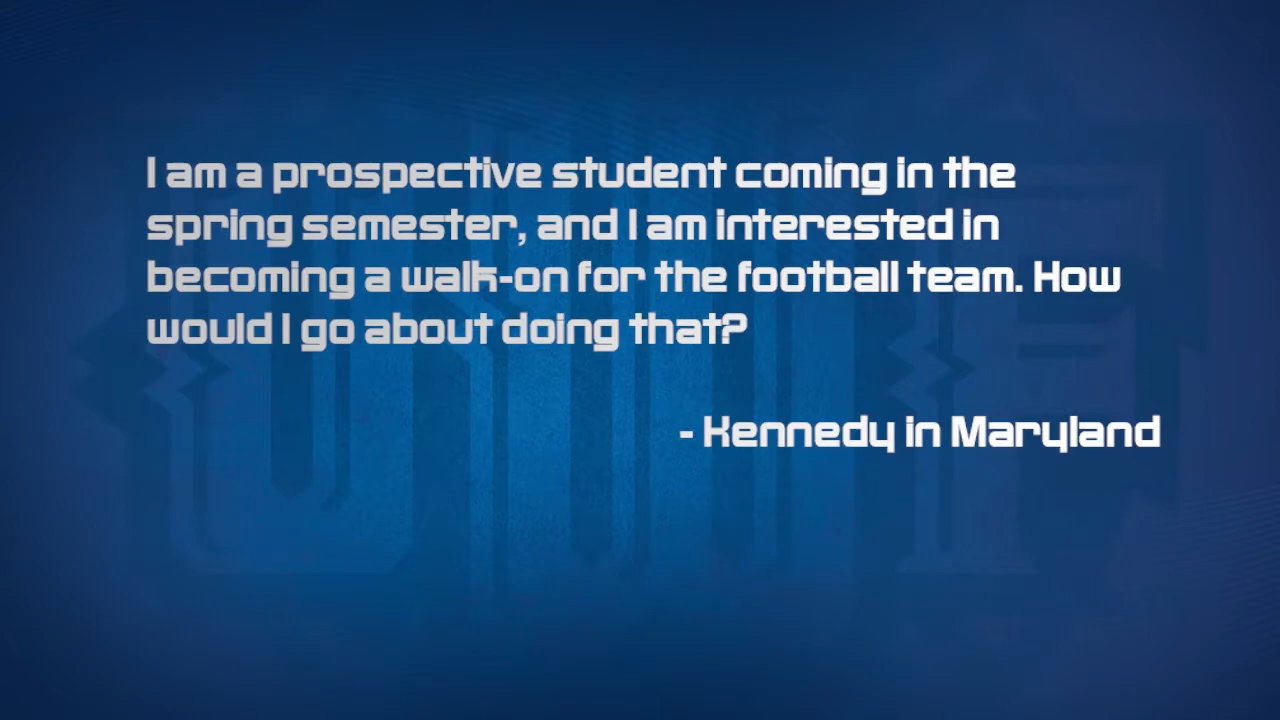 I am a prospective student coming in the
spring semester, and I am interested in
becoming a walk-on for the football team. How
would I go about doing that?
- Kennedy in Maryland